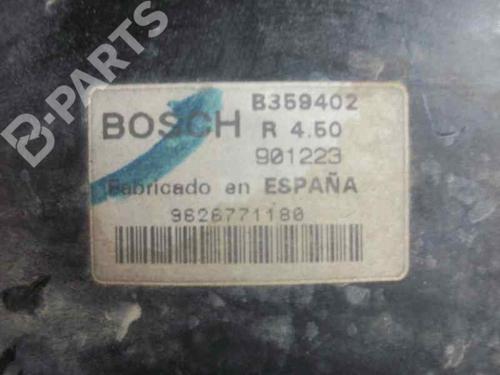 B-PARTS
BOSCH B359402
R 4.50
901223
Fabricado en ESPAÑA
9626771180